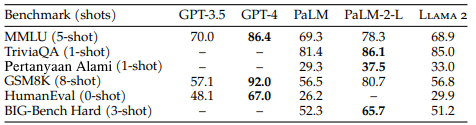 Benchmark (shots) GPT-3.5 GPT-4 PaLM PaLM-2-L LLAMA 2
MMLU (5-shot) 70.0 86.4 69.3 78.3 68.9
TriviaQA (1-shot) – – 81.4 86.1 85.0
Pertanyaan Alami (1-shot) – – 29.3 37.5 33.0
GSM8K (8-shot) 57.1 92.0 56.5 80.7 56.8
HumanEval (0-shot) 48.1 67.0 26.2 – 29.9
BIG-Bench Hard (3-shot) – – 52.3 65.7 51.2